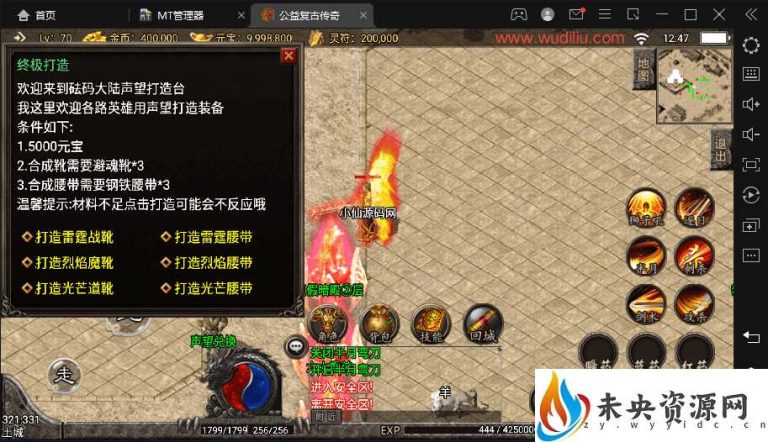 首页
MT管理器
公益复古传奇
Lv: 70
金币: 400,000
元宝: 9,998,800
灵符: 200,000
www.wudiliu.com
12:47
终极打造
欢迎来到砝码大陆声望打造台
我这里欢迎各路英雄用声望打造装备
条件如下:
1.5000元宝
2.合成靴需要避魂靴*3
3.合成腰带需要钢铁腰带*3
温馨提示:材料不足点击打造可能会不反应哦
打造雷霆战靴
打造雷霆腰带
打造烈焰魔靴
打造烈焰腰带
打造光芒道靴
打造光芒腰带
地图
退出
小仙源码网
假暗殿③层
角色
背包
技能
回城
声望兑换
关闭半月弯刀
开启半月弯刀
进入安全区!
离开安全区!
附近
走
羊
321:331
土城
1799/1799 256/256
EXP
444 / 425000
未央资源网
zy.wyyidc.cn